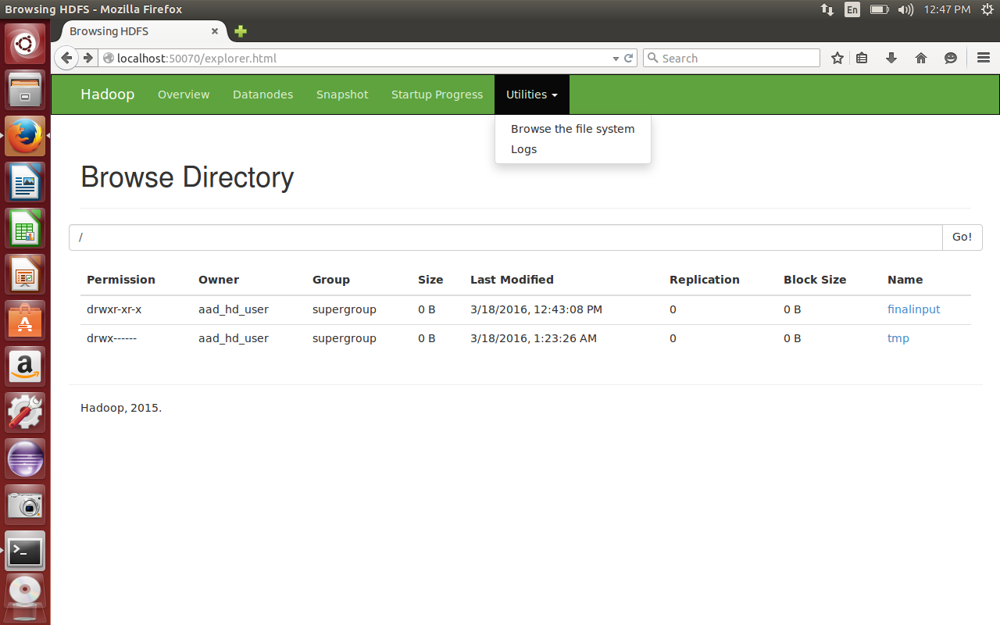 Browsing HDFS - Mozilla Firefox
En
12:47 PM
Browsing HDFS
localhost:50070/explorer.html
Search
Hadoop Overview Datanodes Snapshot Startup Progress Utilities
Browse the file system
Logs
Browse Directory
/
Go!
Permission Owner Group Size Last Modified Replication Block Size Name
drwxr-xr-x aad_hd_user supergroup 0 B 3/18/2016, 12:43:08 PM 0 0 B finalinput
drwx------ aad_hd_user supergroup 0 B 3/18/2016, 1:23:26 AM 0 0 B tmp
Hadoop, 2015.